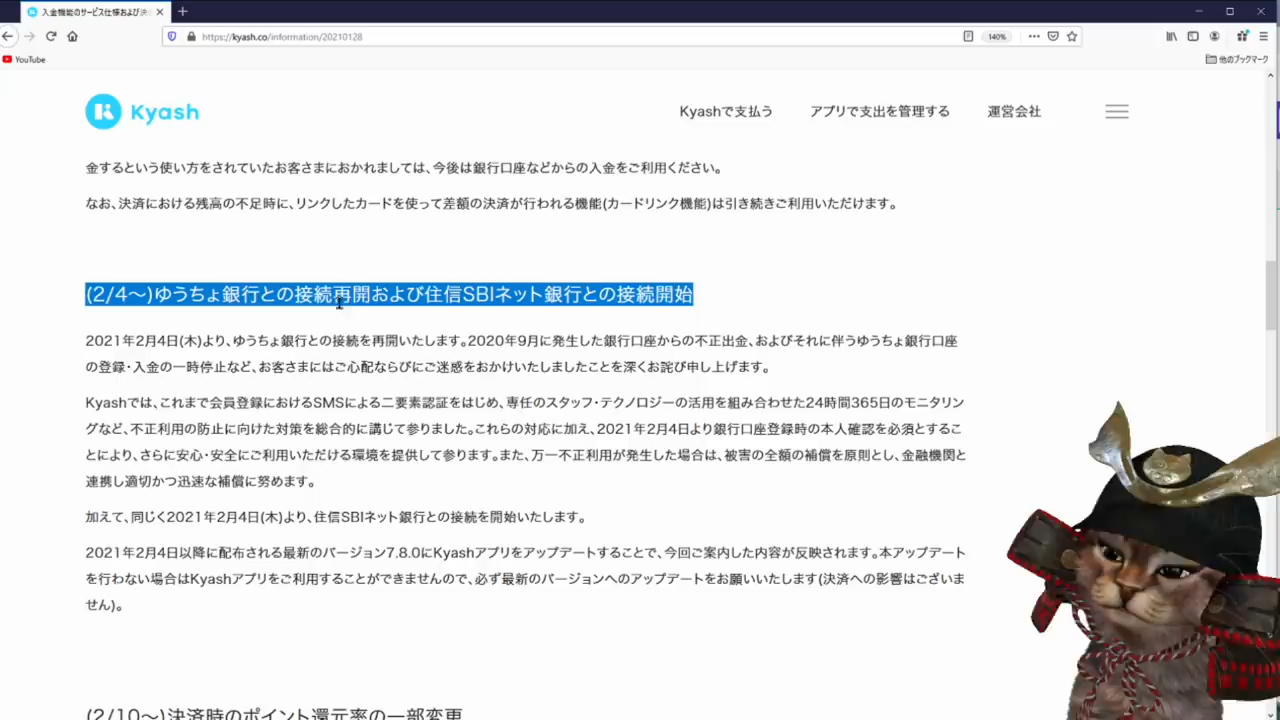 入金機能のサービス仕様および決
https://kyash.co/information/20210128
140%
YouTube
他のブックマーク
Kyash
Kyashで支払う
アプリで支出を管理する
運営会社
金するという使い方をされていたお客さまにおかれましては、今後は銀行口座などからの入金をご利用ください。
なお、決済における残高の不足時に、リンクしたカードを使って差額の決済が行われる機能(カードリンク機能)は引き続きご利用いただけます。
(2/4〜)ゆうちょ銀行との接続再開および住信SBIネット銀行との接続開始
2021年2月4日(木)より、ゆうちょ銀行との接続を再開いたします。2020年9月に発生した銀行口座からの不正出金、およびそれに伴うゆうちょ銀行口座
の登録・入金の一時停止など、お客さまにはご心配ならびにご迷惑をおかけいたしましたことを深くお詫び申し上げます。
Kyashでは、これまで会員登録におけるSMSによる二要素認証をはじめ、専任のスタッフ・テクノロジーの活用を組み合わせた24時間365日のモニタリン
グなど、不正利用の防止に向けた対策を総合的に講じて参りました。これらの対応に加え、2021年2月4日より銀行口座登録時の本人確認を必須とするこ
とにより、さらに安心・安全にご利用いただける環境を提供して参ります。また、万一不正利用が発生した場合は、被害の全額の補償を原則とし、金融機関と
連携し適切かつ迅速な補償に努めます。
加えて、同じく2021年2月4日(木)より、住信SBIネット銀行との接続を開始いたします。
2021年2月4日以降に配布される最新のバージョン7.8.0にKyashアプリをアップデートすることで、今回ご案内した内容が反映されます。本アップデート
を行わない場合はKyashアプリをご利用することができませんので、必ず最新のバージョンへのアップデートをお願いいたします(決済への影響はございま
せん)。
(2/10〜)決済時のポイント還元率の一部変更